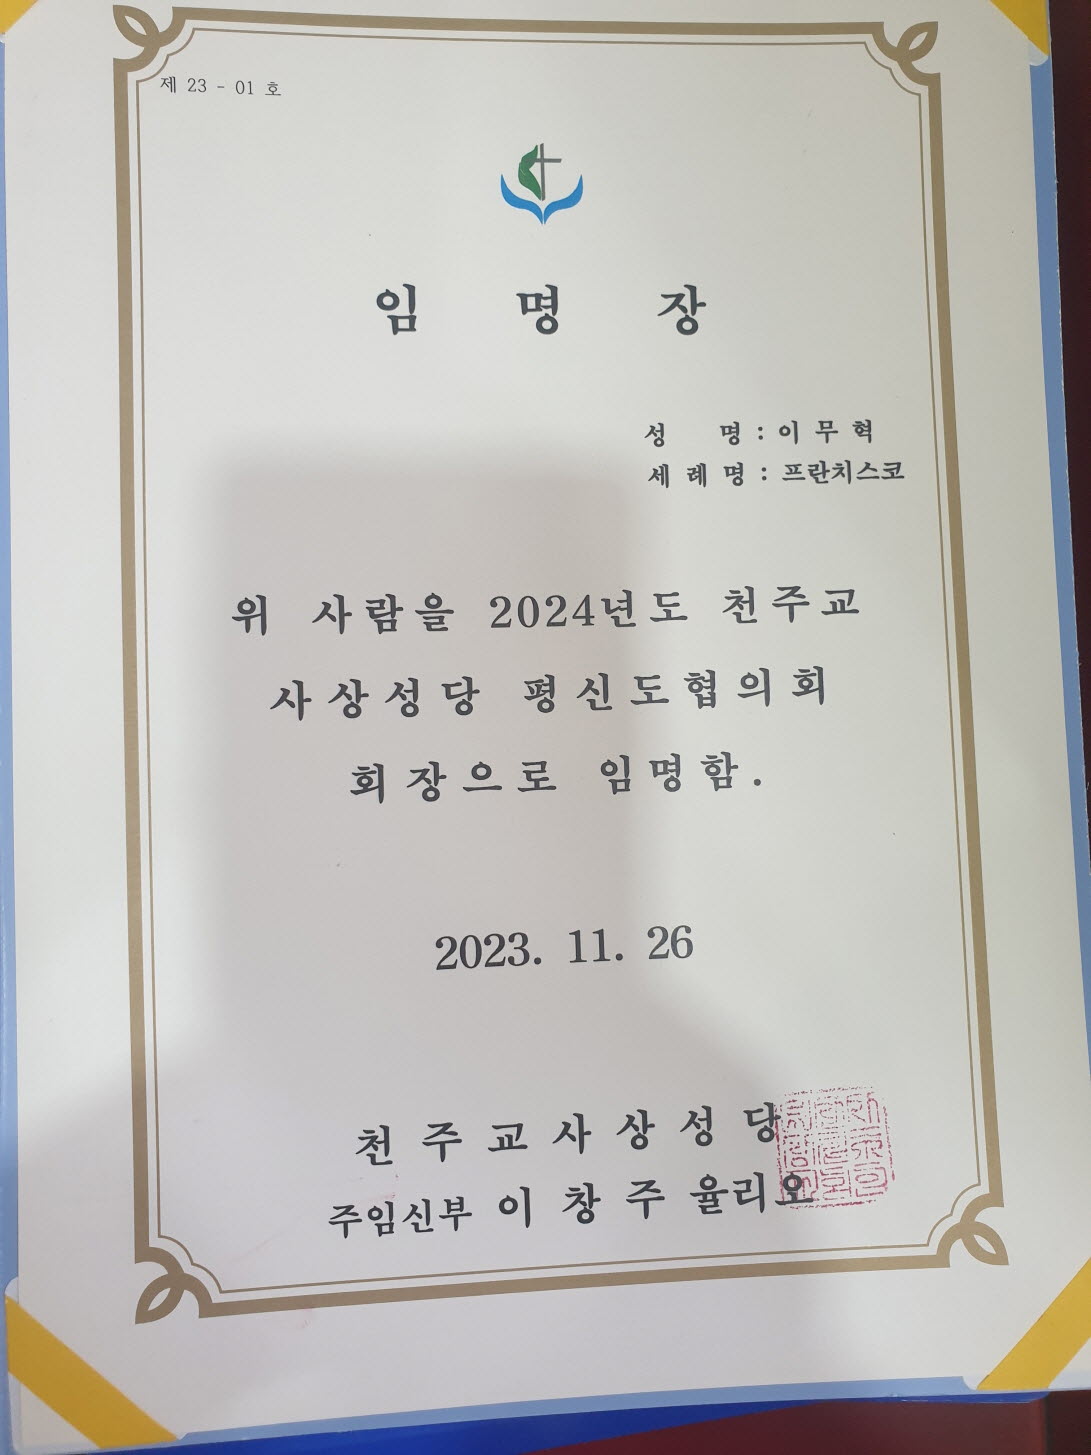 제 23 - 01 호
임 명 장
성 명 : 이 무 혁
세 례 명 : 프란치스코
위 사람을 2024년도 천주교
사상성당 평신도협의회
회장으로 임명함.
2023. 11. 26
천 주 교 사 상 성 당
주임신부 이 창 주 율리오